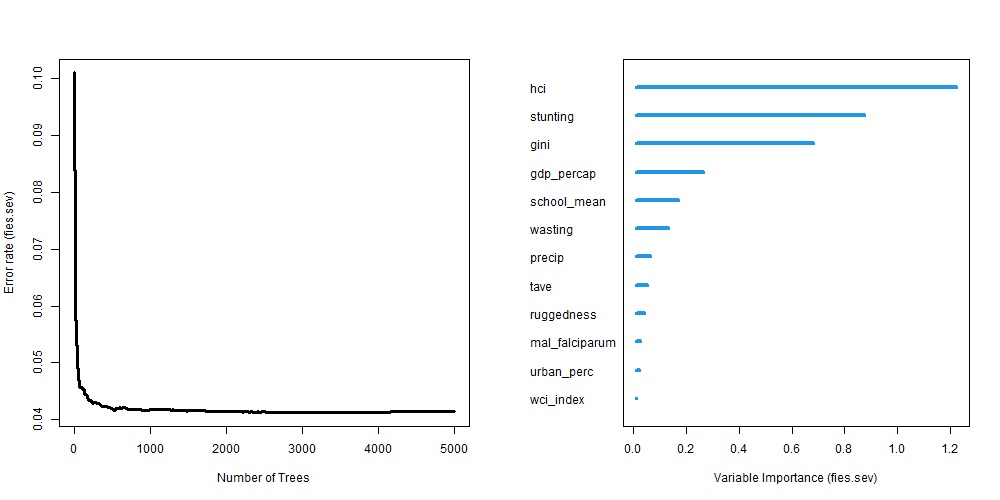 Error rate (fies.sev)
0.10
0.09
0.08
0.07
0.06
0.05
0.04
0 1000 2000 3000 4000 5000
Number of Trees
hci
stunting
gini
gdp_percap
school_mean
wasting
precip
tave
ruggedness
mal_falciparum
urban_perc
wci_index
0.0 0.2 0.4 0.6 0.8 1.0 1.2
Variable Importance (fies.sev)